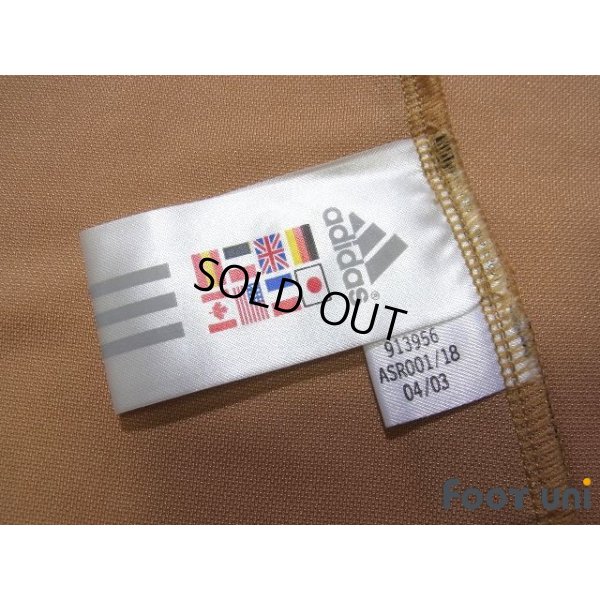 SOLD OUT
adidas®
913956
ASR001/18
04/03
FOOT uni